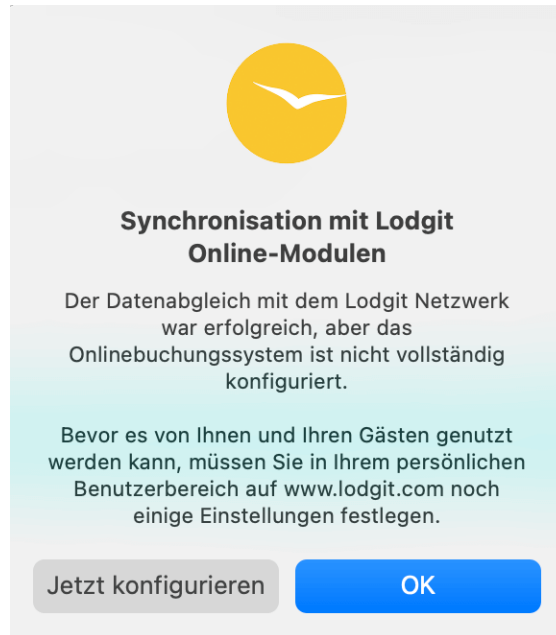 Synchronisation mit Lodgit
Online-Modulen
Der Datenabgleich mit dem Lodgit Netzwerk
war erfolgreich, aber das
Onlinebuchungssystem ist nicht vollständig
konfiguriert.
Bevor es von Ihnen und Ihren Gästen genutzt
werden kann, müssen Sie in Ihrem persönlichen
Benutzerbereich auf www.lodgit.com noch
einige Einstellungen festlegen.
Jetzt konfigurieren
OK